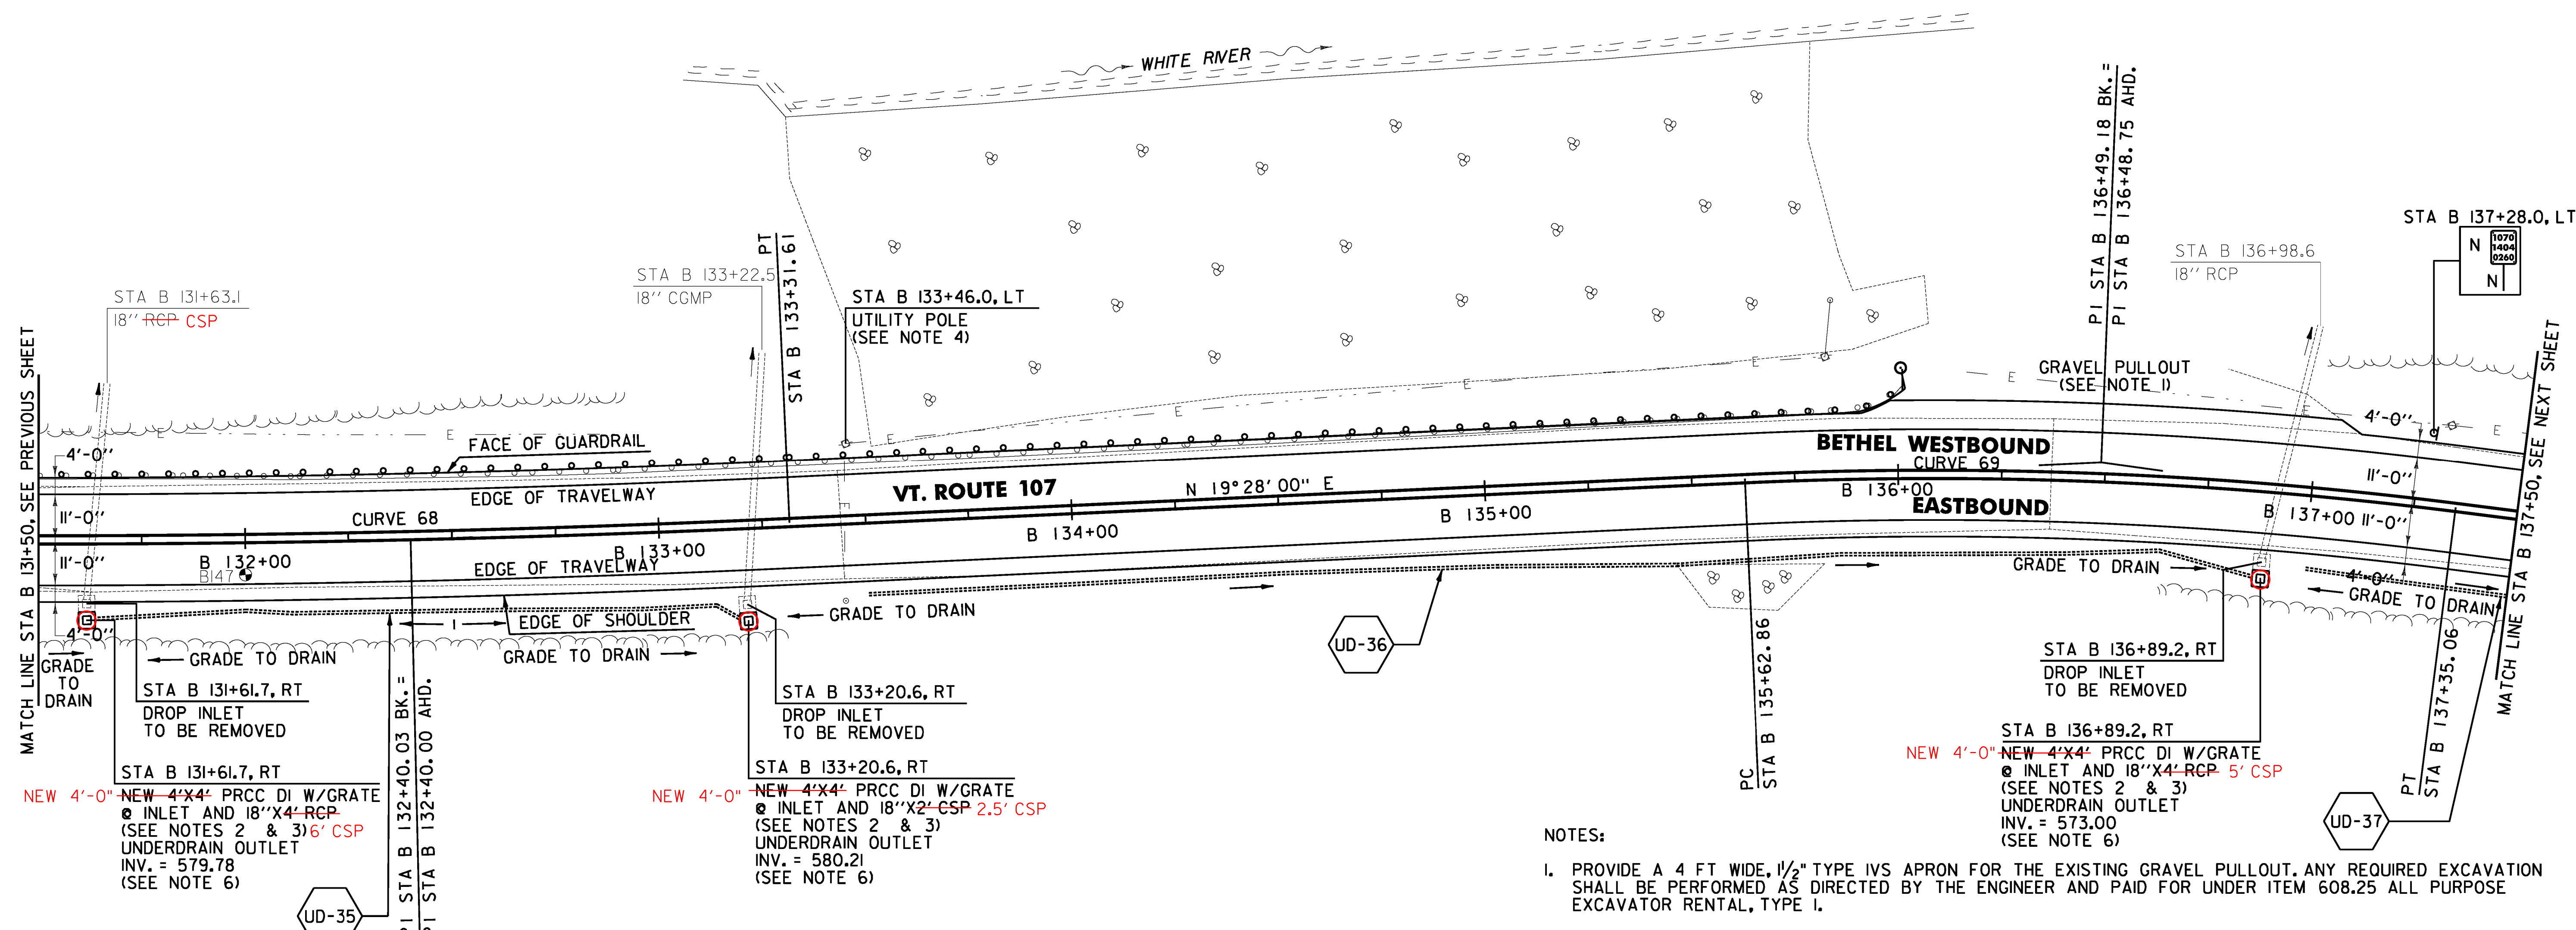 WHITE RIVER
STA B 131+63.1
18" RCP CSP
STA B 133+22.5
18" CGMP
PT
STA B 133+31.61
STA B 133+46.0, LT
UTILITY POLE
(SEE NOTE 4)
PI STA B 136+49.18 BK.=
PI STA B 136+48.75 AHD.
STA B 136+98.6
18" RCP
STA B 137+28.0, LT
N
1070
1404
0260
N
GRAVEL PULLOUT
(SEE NOTE 1)
MATCH LINE STA B 131+50, SEE PREVIOUS SHEET
MATCH LINE STA B 137+50, SEE NEXT SHEET
E
E
E
E
E
E
E
E
E
FACE OF GUARDRAIL
4'-0"
4'-0"
EDGE OF TRAVELWAY
BETHEL WESTBOUND
CURVE 69
VT. ROUTE 107
N 19°28'00" E
11'-0"
11'-0"
CURVE 68
B 132+00
B 133+00
B 134+00
B 135+00
B 136+00
B 137+00
EASTBOUND
11'-0"
11'-0"
B147
EDGE OF TRAVELWAY
GRADE TO DRAIN
4'-0"
4'-0"
GRADE TO DRAIN
EDGE OF SHOULDER
1
GRADE TO DRAIN
GRADE TO DRAIN
GRADE TO DRAIN
GRADE
TO
DRAIN
UD-36
STA B 131+61.7, RT
DROP INLET
TO BE REMOVED
STA B 133+20.6, RT
DROP INLET
TO BE REMOVED
STA B 136+89.2, RT
DROP INLET
TO BE REMOVED
PI STA B 132+40.03 BK.=
PI STA B 132+40.00 AHD.
PC
STA B 135+62.86
PT
STA B 137+35.06
STA B 131+61.7, RT
NEW 4'-0" NEW 4'X4' PRCC DI W/GRATE
@ INLET AND 18"X4' RCP
(SEE NOTES 2 & 3) 6' CSP
UNDERDRAIN OUTLET
INV. = 579.78
(SEE NOTE 6)
STA B 133+20.6, RT
NEW 4'-0" NEW 4'X4' PRCC DI W/GRATE
@ INLET AND 18"X2' CSP 2.5' CSP
(SEE NOTES 2 & 3)
UNDERDRAIN OUTLET
INV. = 580.21
(SEE NOTE 6)
STA B 136+89.2, RT
NEW 4'-0" NEW 4'X4' PRCC DI W/GRATE
@ INLET AND 18"X4' RCP 5' CSP
(SEE NOTES 2 & 3)
UNDERDRAIN OUTLET
INV. = 573.00
(SEE NOTE 6)
UD-35
UD-37
NOTES:
1. PROVIDE A 4 FT WIDE, 1½" TYPE IVS APRON FOR THE EXISTING GRAVEL PULLOUT. ANY REQUIRED EXCAVATION
SHALL BE PERFORMED AS DIRECTED BY THE ENGINEER AND PAID FOR UNDER ITEM 608.25 ALL PURPOSE
EXCAVATOR RENTAL, TYPE 1.